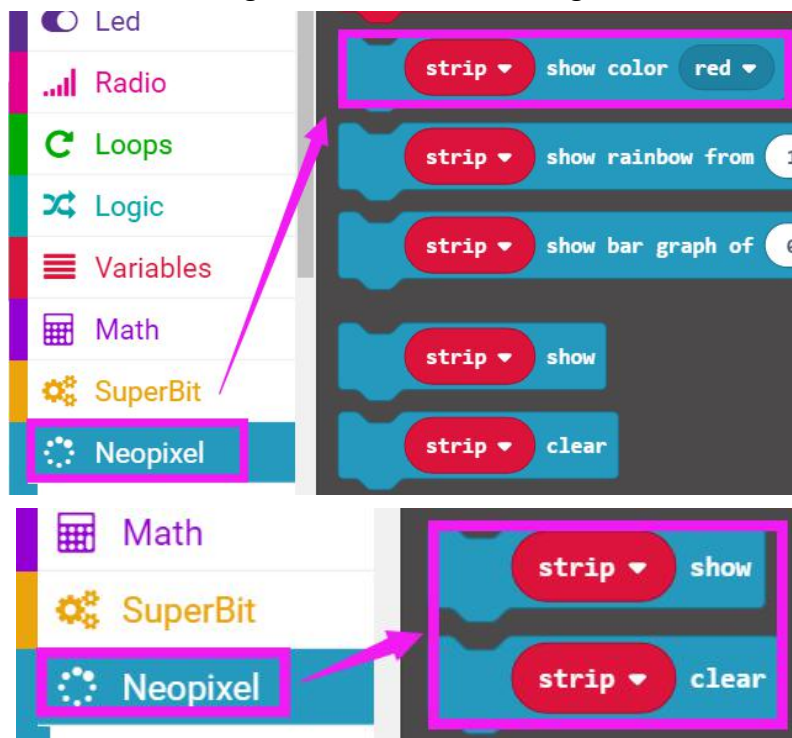 Led
Radio
Loops
Logic
Variables
Math
SuperBit
Neopixel
strip show color red
strip show rainbow from
strip show bar graph of
strip show
strip clear
Math
SuperBit
Neopixel
strip show
strip clear